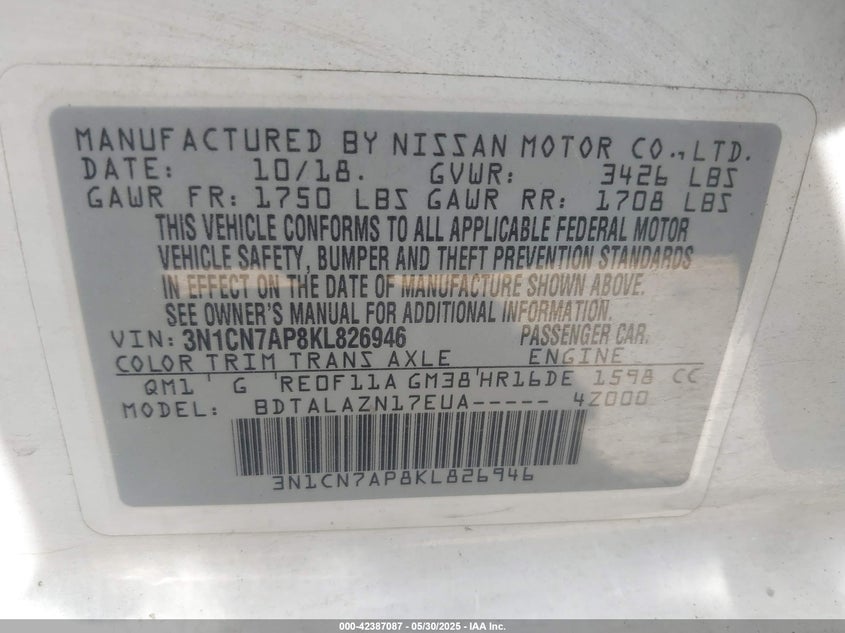 MANUFACTURED BY NISSAN MOTOR CO.,LTD.
DATE: 10/18. GVWR: 3426 LBS
GAWR FR: 1750 LBS GAWR RR: 1708 LBS
THIS VEHICLE CONFORMS TO ALL APPLICABLE FEDERAL MOTOR
VEHICLE SAFETY, BUMPER AND THEFT PREVENTION STANDARDS
IN EFFECT ON THE DATE OF MANUFACTURE SHOWN ABOVE.
SEE OWNER'S MANUAL FOR ADDITIONAL INFORMATION.
VIN: 3N1CN7AP8KL826946 PASSENGER CAR.
COLOR TRIM TRANS AXLE ENGINE
QM1 ' G 'RE0F11A GM38'HR16DE 1598 CC
MODEL: BDTALAZN17EUA----- 4Z000
3N1CN7AP8KL826946
000-42387087 - 05/30/2025 - IAA Inc.